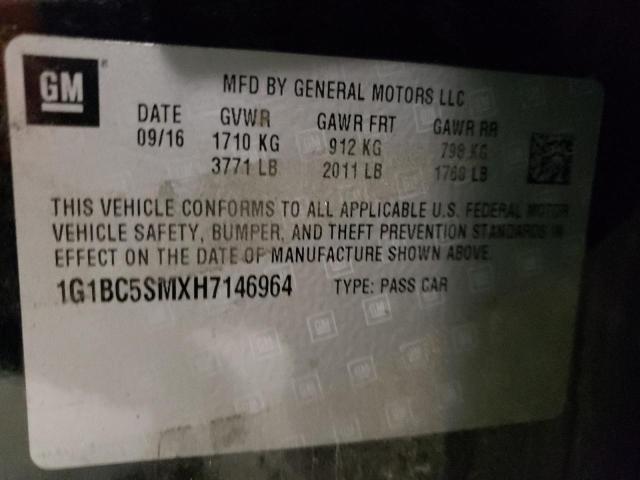 GM
MFD BY GENERAL MOTORS LLC
DATE GVWR GAWR FRT GAWR RR
09/16 1710 KG 912 KG 798 KG
3771 LB 2011 LB 1760 LB
THIS VEHICLE CONFORMS TO ALL APPLICABLE U.S. FEDERAL MOTOR
VEHICLE SAFETY, BUMPER, AND THEFT PREVENTION STANDARDS IN
EFFECT ON THE DATE OF MANUFACTURE SHOWN ABOVE.
1G1BC5SMXH7146964 TYPE: PASS CAR